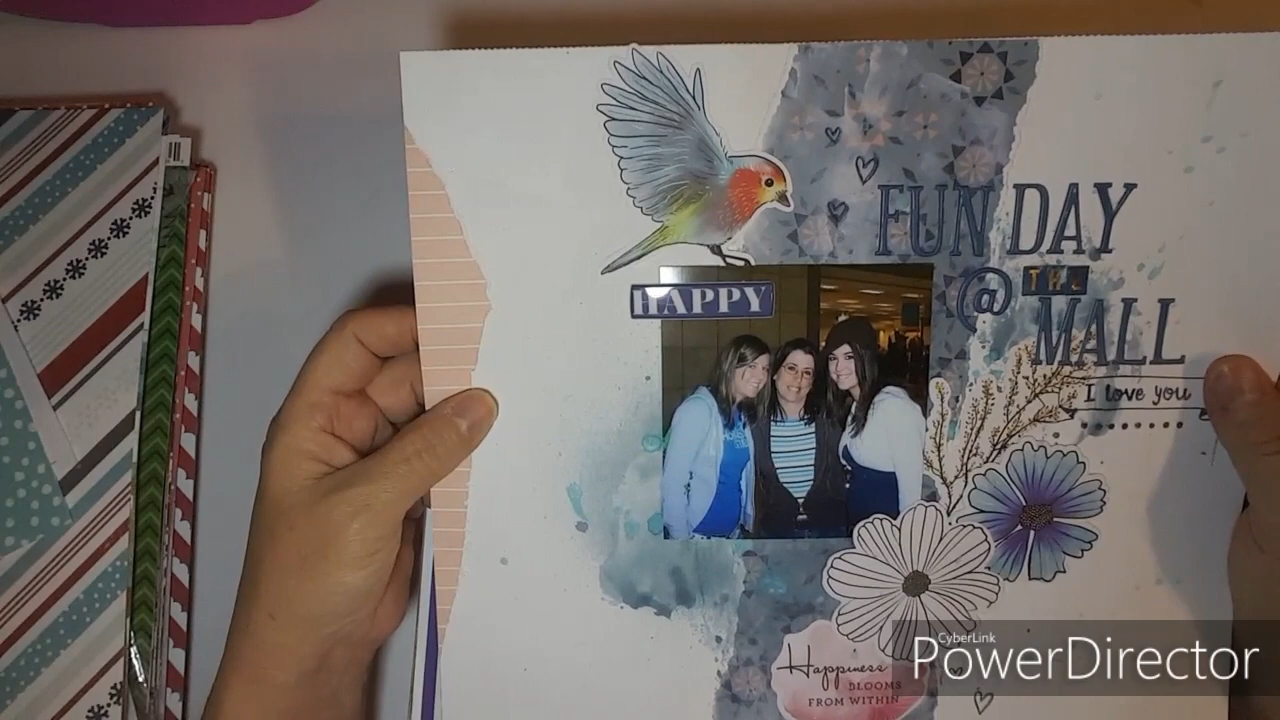 FUN DAY
@ THE
MALL
HAPPY
I love you
Happiness
BLOOMS
FROM WITHIN
CyberLink
PowerDirector